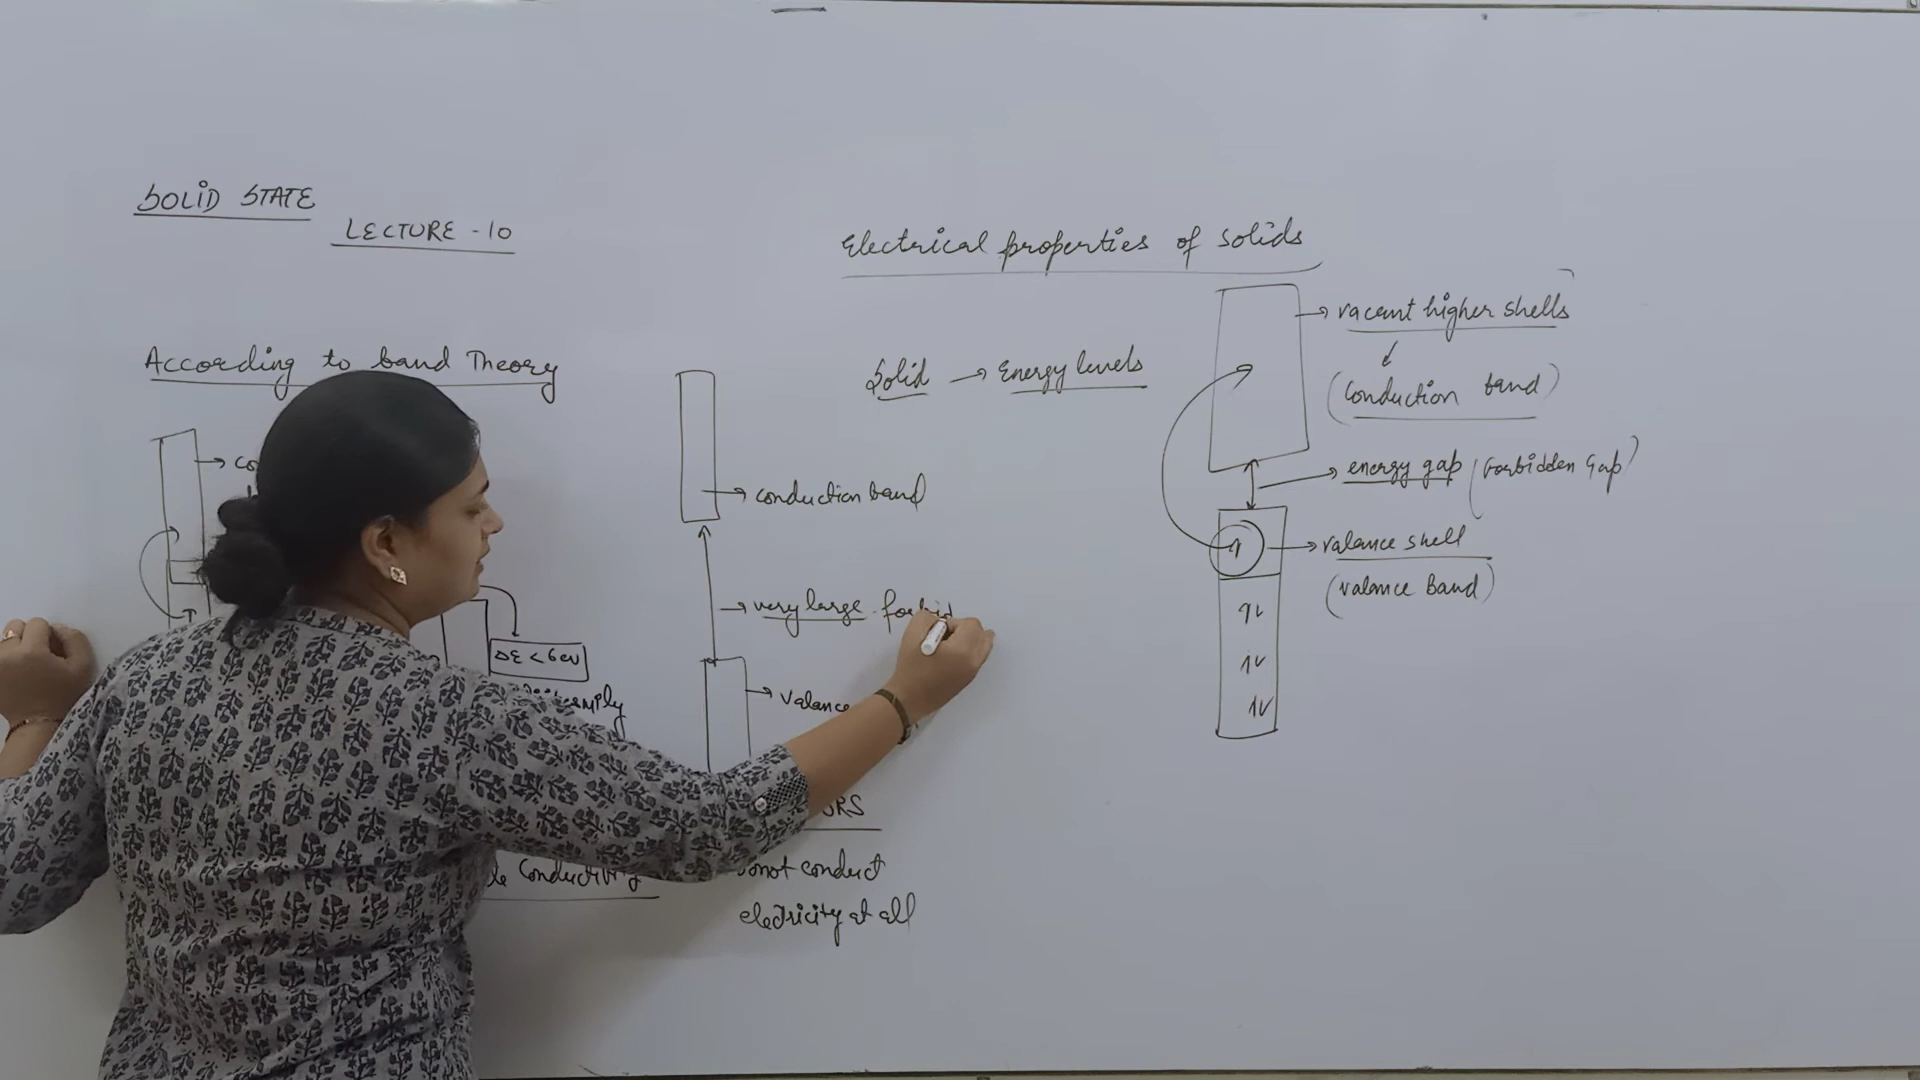 SOLID STATE
LECTURE - 10
According to band Theory
conduction band
very large forbid
ΔE < 6ev
Valance
Conductivity
donot conduct
electricity at all
Electrical properties of solids
Solid → Energy levels
vacent higher shells
(Conduction band)
energy gap (Forbidden Gap)
valance shell
(Valance Band)